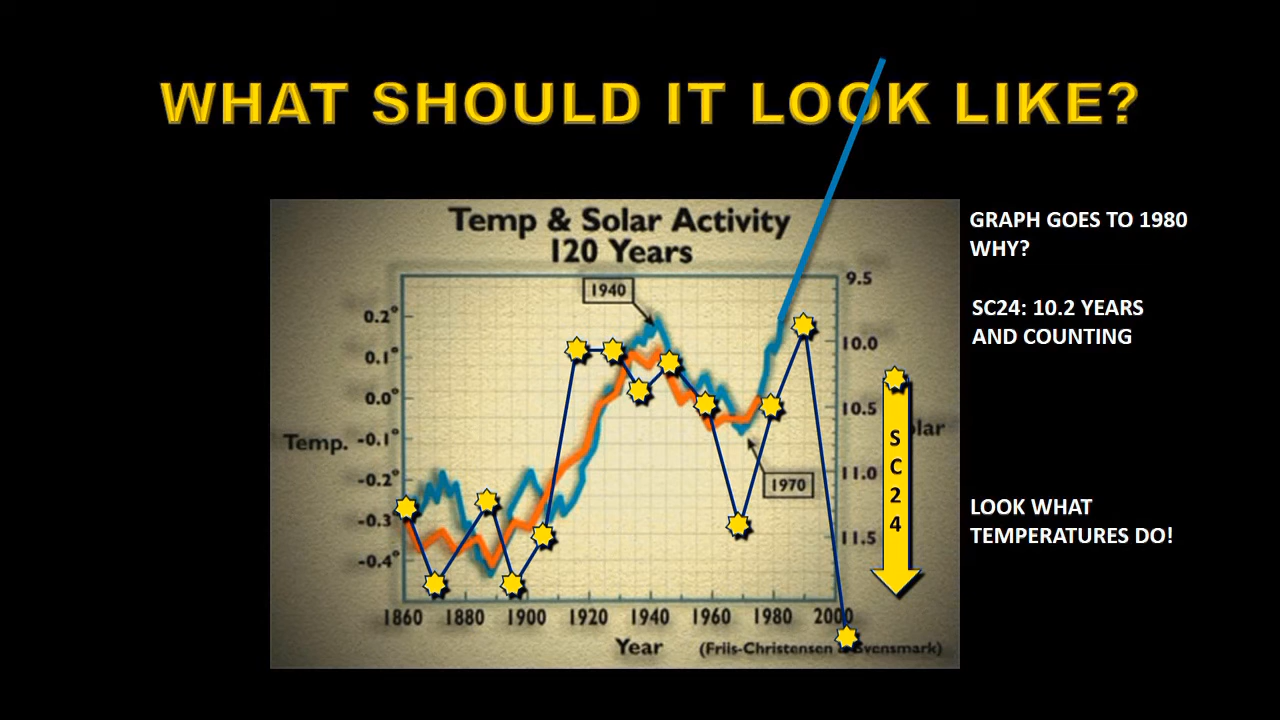 WHAT SHOULD IT LOOK LIKE?
Temp & Solar Activity
120 Years
GRAPH GOES TO 1980
WHY?
SC24: 10.2 YEARS
AND COUNTING
LOOK WHAT
TEMPERATURES DO!
1940
1970
Temp.
0.2°
0.1°
0.0°
-0.1°
-0.2°
-0.3°
-0.4°
9.5
10.0
10.5
11.0
11.5
S
C
2
4
1860 1880 1900 1920 1940 1960 1980 2000
Year
(Friis-Christensen Svensmark)